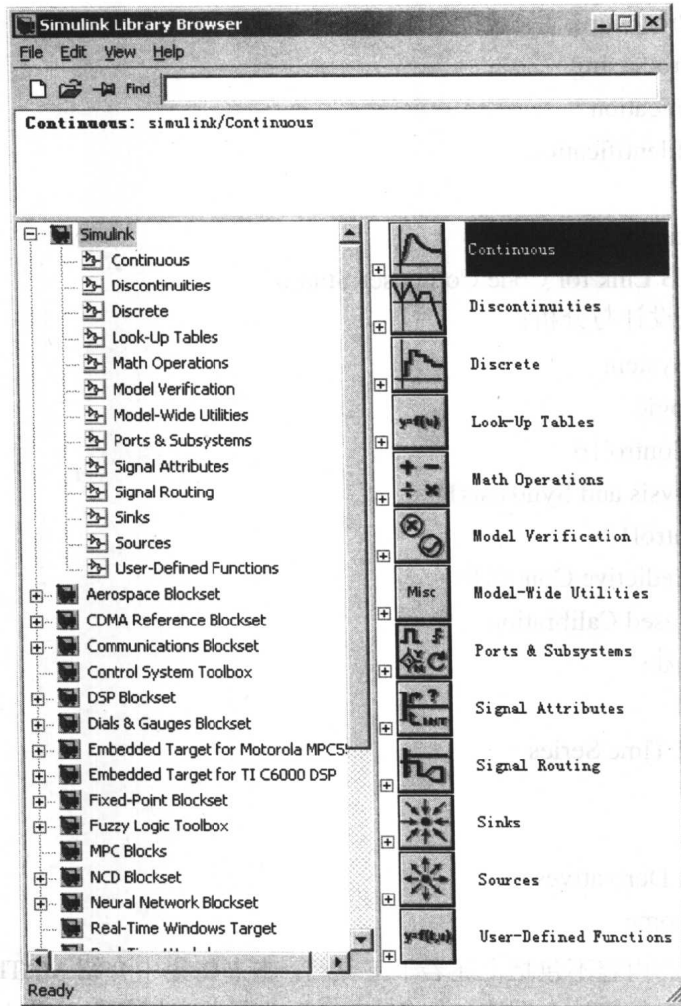 Simulink Library Browser
File Edit View Help
Find
Continuous: simulink/Continuous
Simulink
Continuous
Discontinuities
Discrete
Look-Up Tables
Math Operations
Model Verification
Model-Wide Utilities
Ports & Subsystems
Signal Attributes
Signal Routing
Sinks
Sources
User-Defined Functions
Aerospace Blockset
CDMA Reference Blockset
Communications Blockset
Control System Toolbox
DSP Blockset
Dials & Gauges Blockset
Embedded Target for Motorola
Embedded Target for TI C6000 DSP
Fixed-Point Blockset
Fuzzy Logic Toolbox
MPC Blocks
NCD Blockset
Neural Network Blockset
Real-Time Windows Target
Continuous
Discontinuities
Discrete
y=f(u)
Look-Up Tables
+ −
÷ ×
Math Operations
Model Verification
Misc
Model-Wide Utilities
Ports & Subsystems
Signal Attributes
Signal Routing
Sinks
Sources
y=f(t,u)
User-Defined Functions
Ready